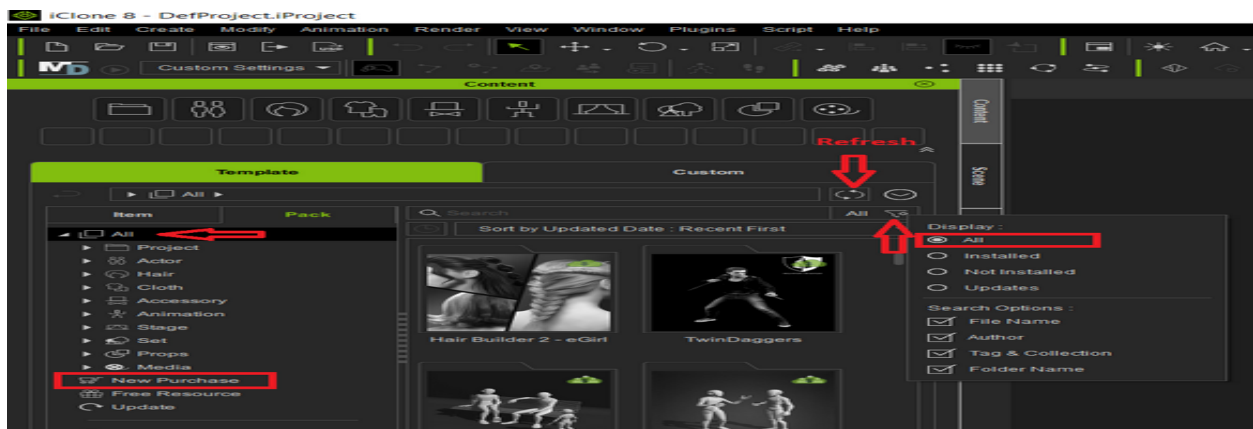 iClone 8 - DefProject.iProject
File Edit Create Modify Animation Render View Window Plugins Script Help
MD Custom Settings
Content
Content
Refresh
Scene
Template Custom
All
Item Pack
Search All
All
Sort by Updated Date : Recent First
Project
Actor
Hair
Cloth
Accessory
Animation
Stage
Set
Props
Media
New Purchase
Free Resource
Update
Hair Builder 2 - eGirl TwinDaggers
Display :
All
Installed
Not Installed
Updates
Search Options :
File Name
Author
Tag & Collection
Folder Name